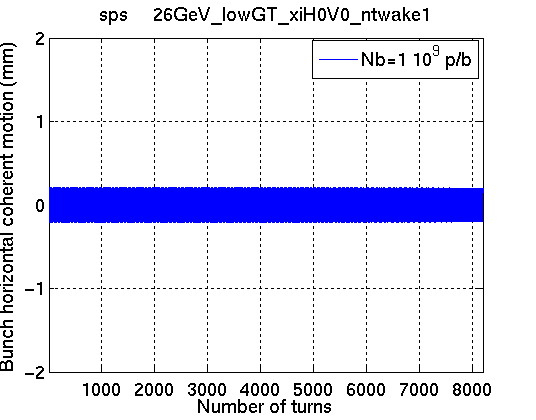 sps 26GeV_lowGT_xiH0V0_ntwake1
Nb=1 10^9 p/b
Bunch horizontal coherent motion (mm)
2
1
0
−1
−2
1000 2000 3000 4000 5000 6000 7000 8000
Number of turns